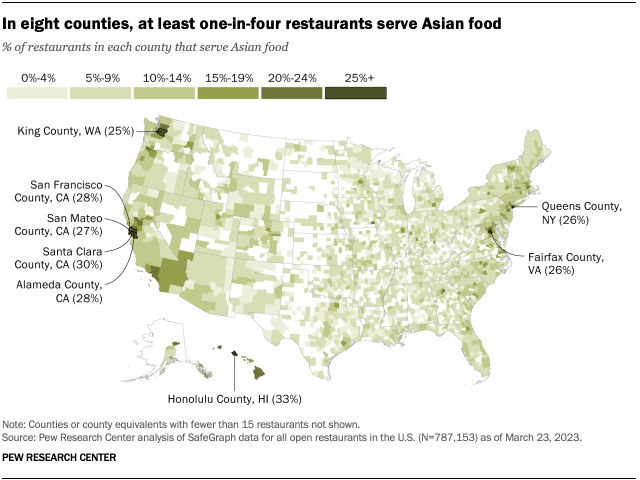 In eight counties, at least one-in-four restaurants serve Asian food
% of restaurants in each county that serve Asian food
0%-4% 5%-9% 10%-14% 15%-19% 20%-24% 25%+
King County, WA (25%)
San Francisco
County, CA (28%)
San Mateo
County, CA (27%)
Santa Clara
County, CA (30%)
Alameda County,
CA (28%)
Queens County,
NY (26%)
Fairfax County,
VA (26%)
Honolulu County, HI (33%)
Note: Counties or county equivalents with fewer than 15 restaurants not shown.
Source: Pew Research Center analysis of SafeGraph data for all open restaurants in the U.S. (N=787,153) as of March 23, 2023.
PEW RESEARCH CENTER